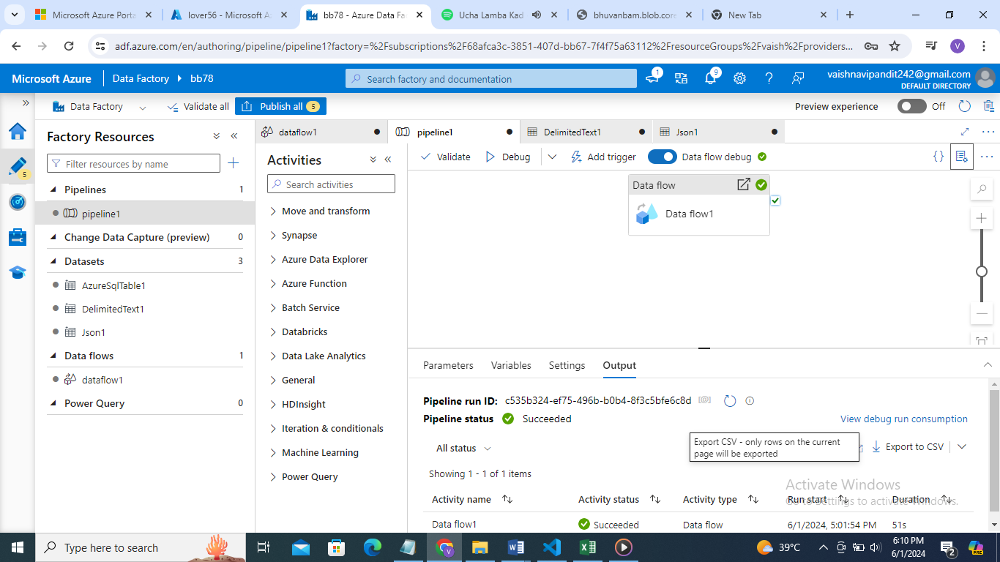 Microsoft Azure Porta
lover56 - Microsoft A
bb78 - Azure Data Fa
Ucha Lamba Kad
bhuvanbam.blob.core
New Tab
adf.azure.com/en/authoring/pipeline/pipeline1?factory=%2Fsubscriptions%2F68afca3c-3851-407d-bb67-7f4f75a63112%2FresourceGroups%2Fvaish%2Fproviders...
V
Microsoft Azure
Data Factory
bb78
Search factory and documentation
1
9
vaishnavipandit242@gmail.com
DEFAULT DIRECTORY
Data Factory
Validate all
Publish all
5
Preview experience
Off
5
Factory Resources
Filter resources by name
Pipelines 1
pipeline1
Change Data Capture (preview) 0
Datasets 3
AzureSqlTable1
DelimitedText1
Json1
Data flows 1
dataflow1
Power Query 0
dataflow1
pipeline1
DelimitedText1
Json1
Activities
Search activities
Move and transform
Synapse
Azure Data Explorer
Azure Function
Batch Service
Databricks
Data Lake Analytics
General
HDInsight
Iteration & conditionals
Machine Learning
Power Query
Validate
Debug
Add trigger
Data flow debug
{}
Data flow
Data flow1
Parameters
Variables
Settings
Output
Pipeline run ID: c535b324-ef75-496b-b0b4-8f3c5bfe6c8d
Pipeline status Succeeded
View debug run consumption
All status
Export CSV - only rows on the current
page will be exported
Export to CSV
Showing 1 - 1 of 1 items
Activate Windows
Go to Settings to activate Windows.
Activity name
Activity status
Activity type
Run start
Duration
Data flow1
Succeeded
Data flow
6/1/2024, 5:01:54 PM
51s
Type here to search
39°C
6:10 PM
6/1/2024
2
PRE